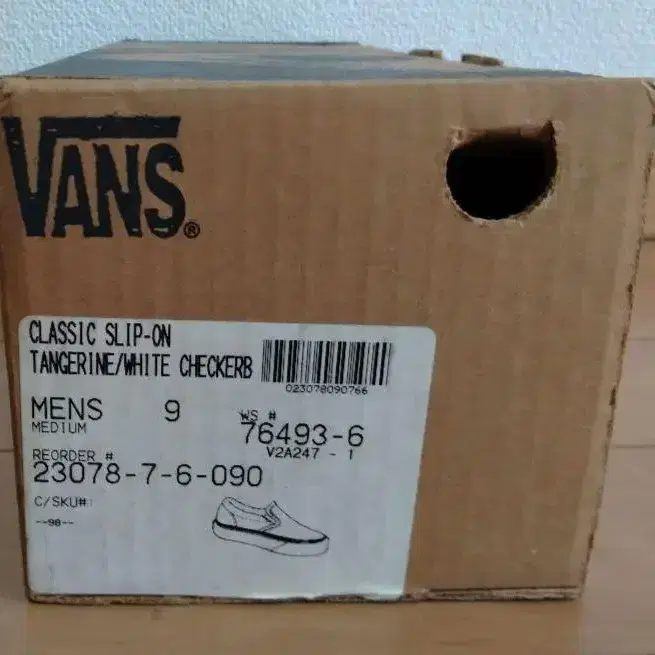 VANS®
CLASSIC SLIP-ON
TANGERINE/WHITE CHECKERB
023078090766
MENS 9
MEDIUM
WS #
76493-6
V2A247 - 1
REORDER #
23078-7-6-090
C/SKU#
--98--